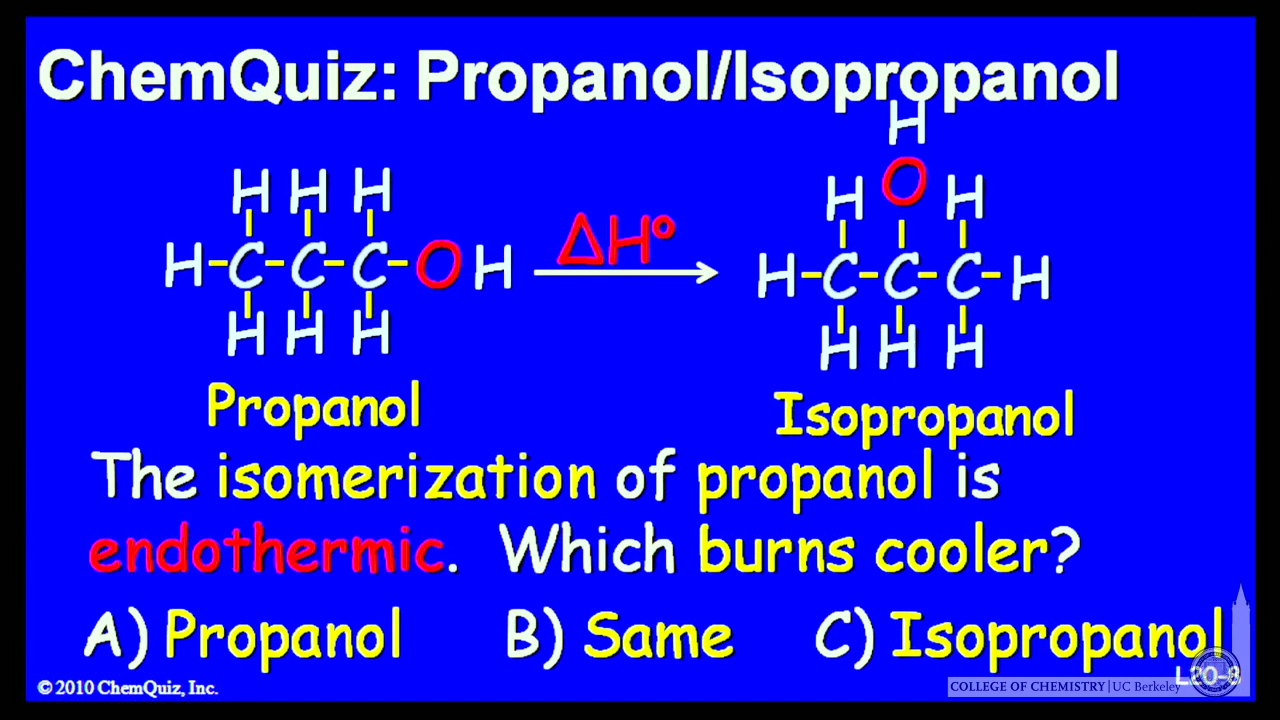 ChemQuiz: Propanol/Isopropanol
H
H H H
H O H
H C C C O H
ΔH°
H C C C H
H H H
H H H
Propanol
Isopropanol
The isomerization of propanol is
endothermic. Which burns cooler?
A) Propanol B) Same C) Isopropanol
© 2010 ChemQuiz, Inc.
COLLEGE OF CHEMISTRY | UC Berkeley
L20-8